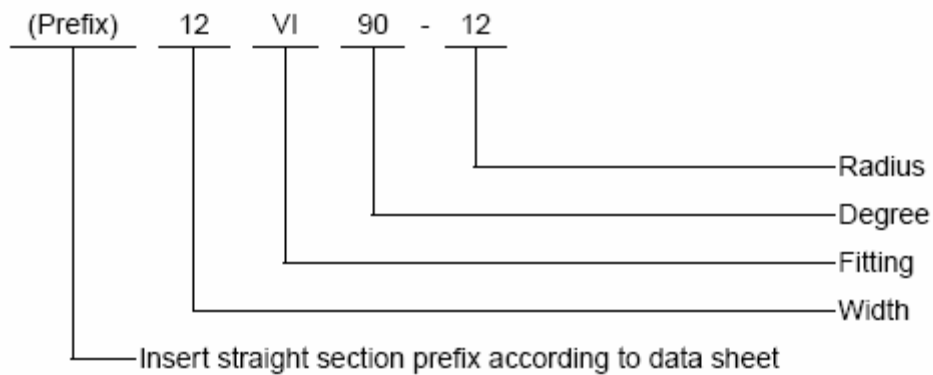 (Prefix) 12 VI 90 - 12
Radius
Degree
Fitting
Width
Insert straight section prefix according to data sheet